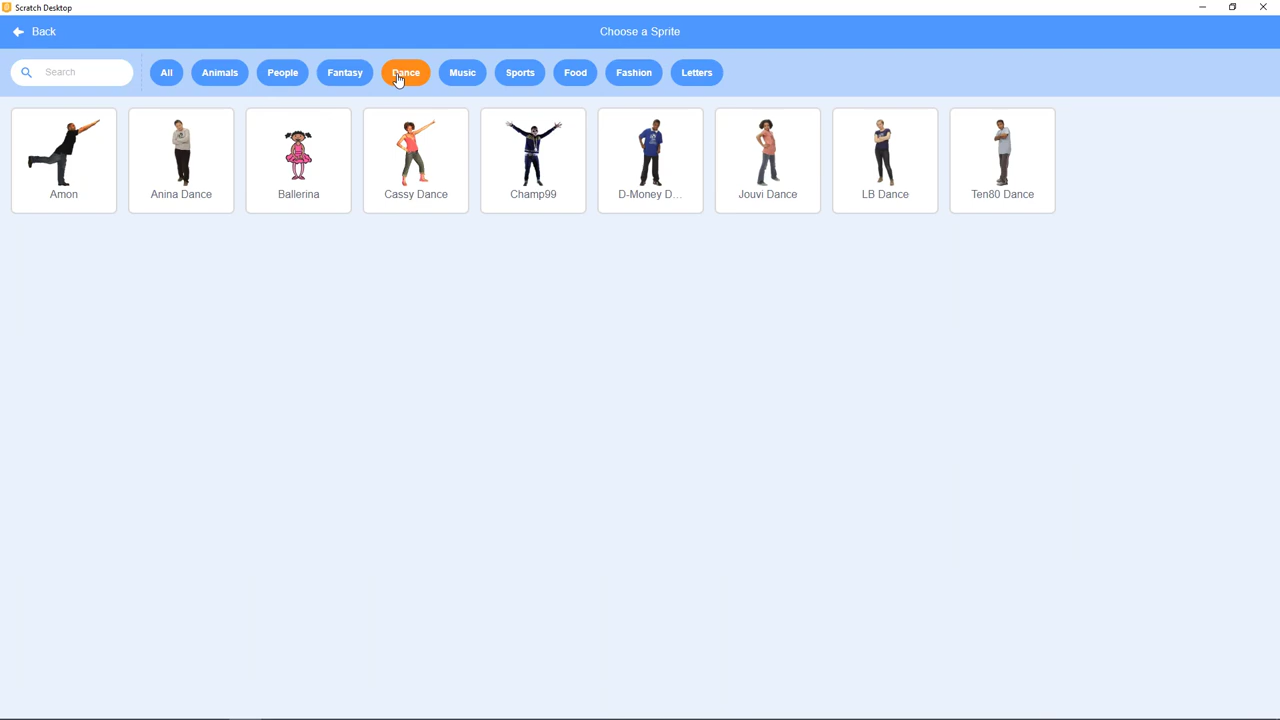 Scratch Desktop
Back
Choose a Sprite
Search
All Animals People Fantasy Dance Music Sports Food Fashion Letters
Amon Anina Dance Ballerina Cassy Dance Champ99 D-Money D... Jouvi Dance LB Dance Ten80 Dance